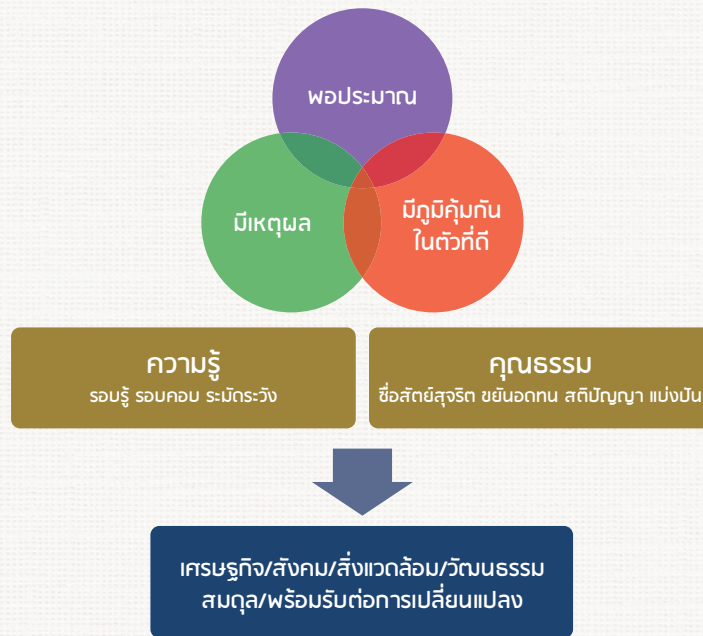 พอประมาณ
มีเหตุผล
มีภูมิคุ้มกัน
ในตัวที่ดี
ความรู้
รอบรู้ รอบคอบ ระมัดระวัง
คุณธรรม
ซื่อสัตย์สุจริต ขยันอดทน สติปัญญา แบ่งปัน
เศรษฐกิจ/สังคม/สิ่งแวดล้อม/วัฒนธรรม
สมดุล/พร้อมรับต่อการเปลี่ยนแปลง